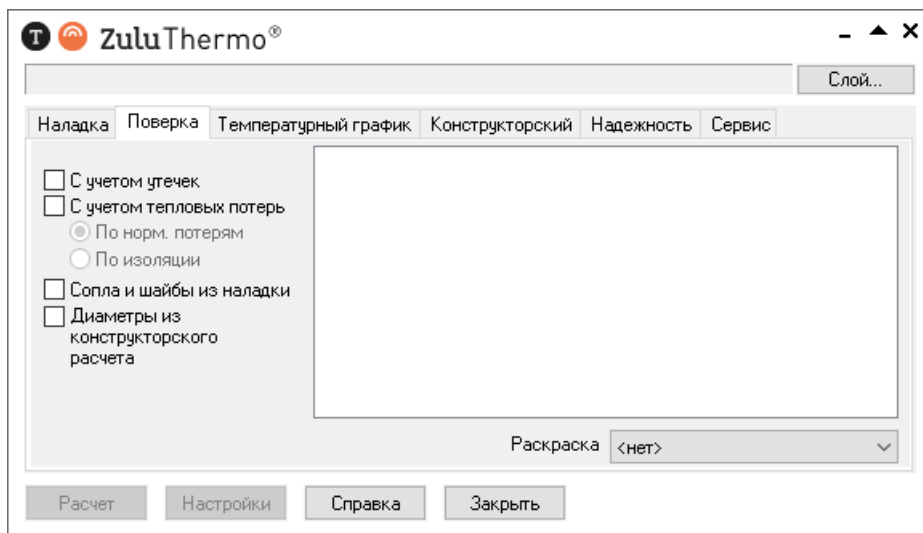 T ZuluThermo®
Слой...
Наладка Поверка Температурный график Конструкторский Надежность Сервис
С учетом утечек
С учетом тепловых потерь
По норм. потерям
По изоляции
Сопла и шайбы из наладки
Диаметры из
конструкторского
расчета
Раскраска <нет>
Расчет Настройки Справка Закрыть